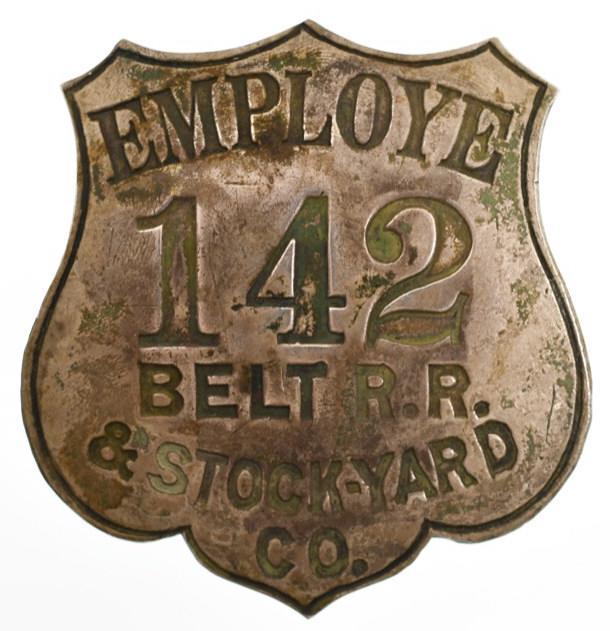 EMPLOYE
142
BELT R.R.
& STOCK-YARD
CO.